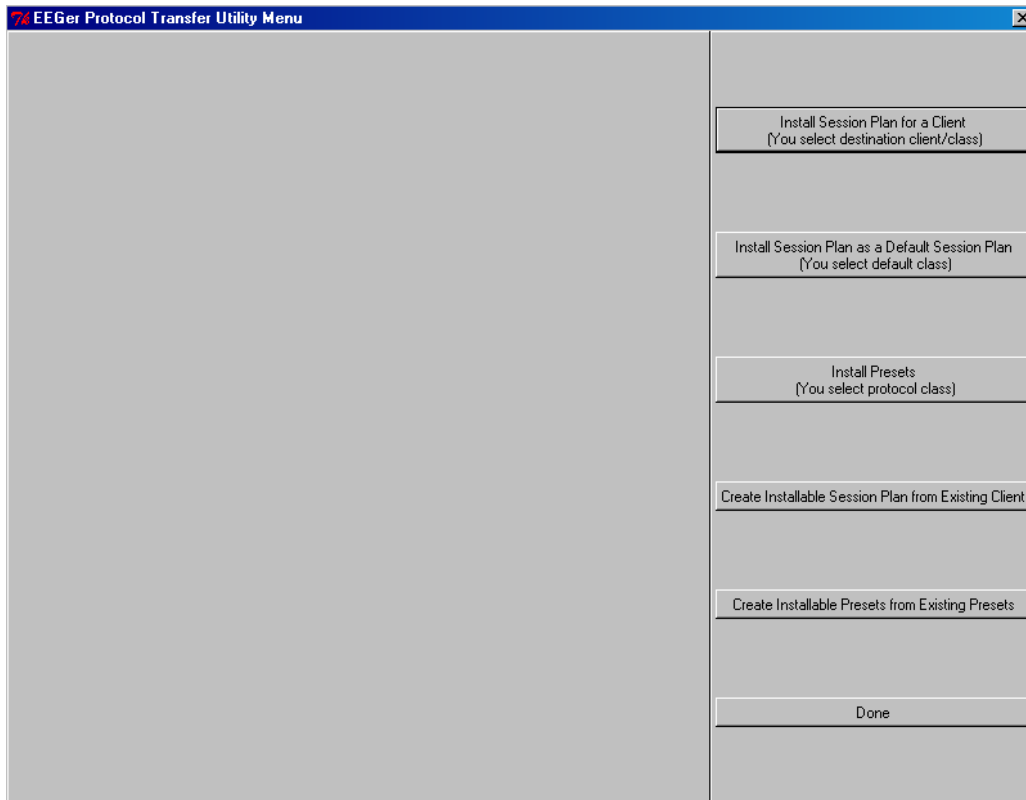 EEGer Protocol Transfer Utility Menu
Install Session Plan for a Client
(You select destination client/class)
Install Session Plan as a Default Session Plan
(You select default class)
Install Presets
(You select protocol class)
Create Installable Session Plan from Existing Client
Create Installable Presets from Existing Presets
Done